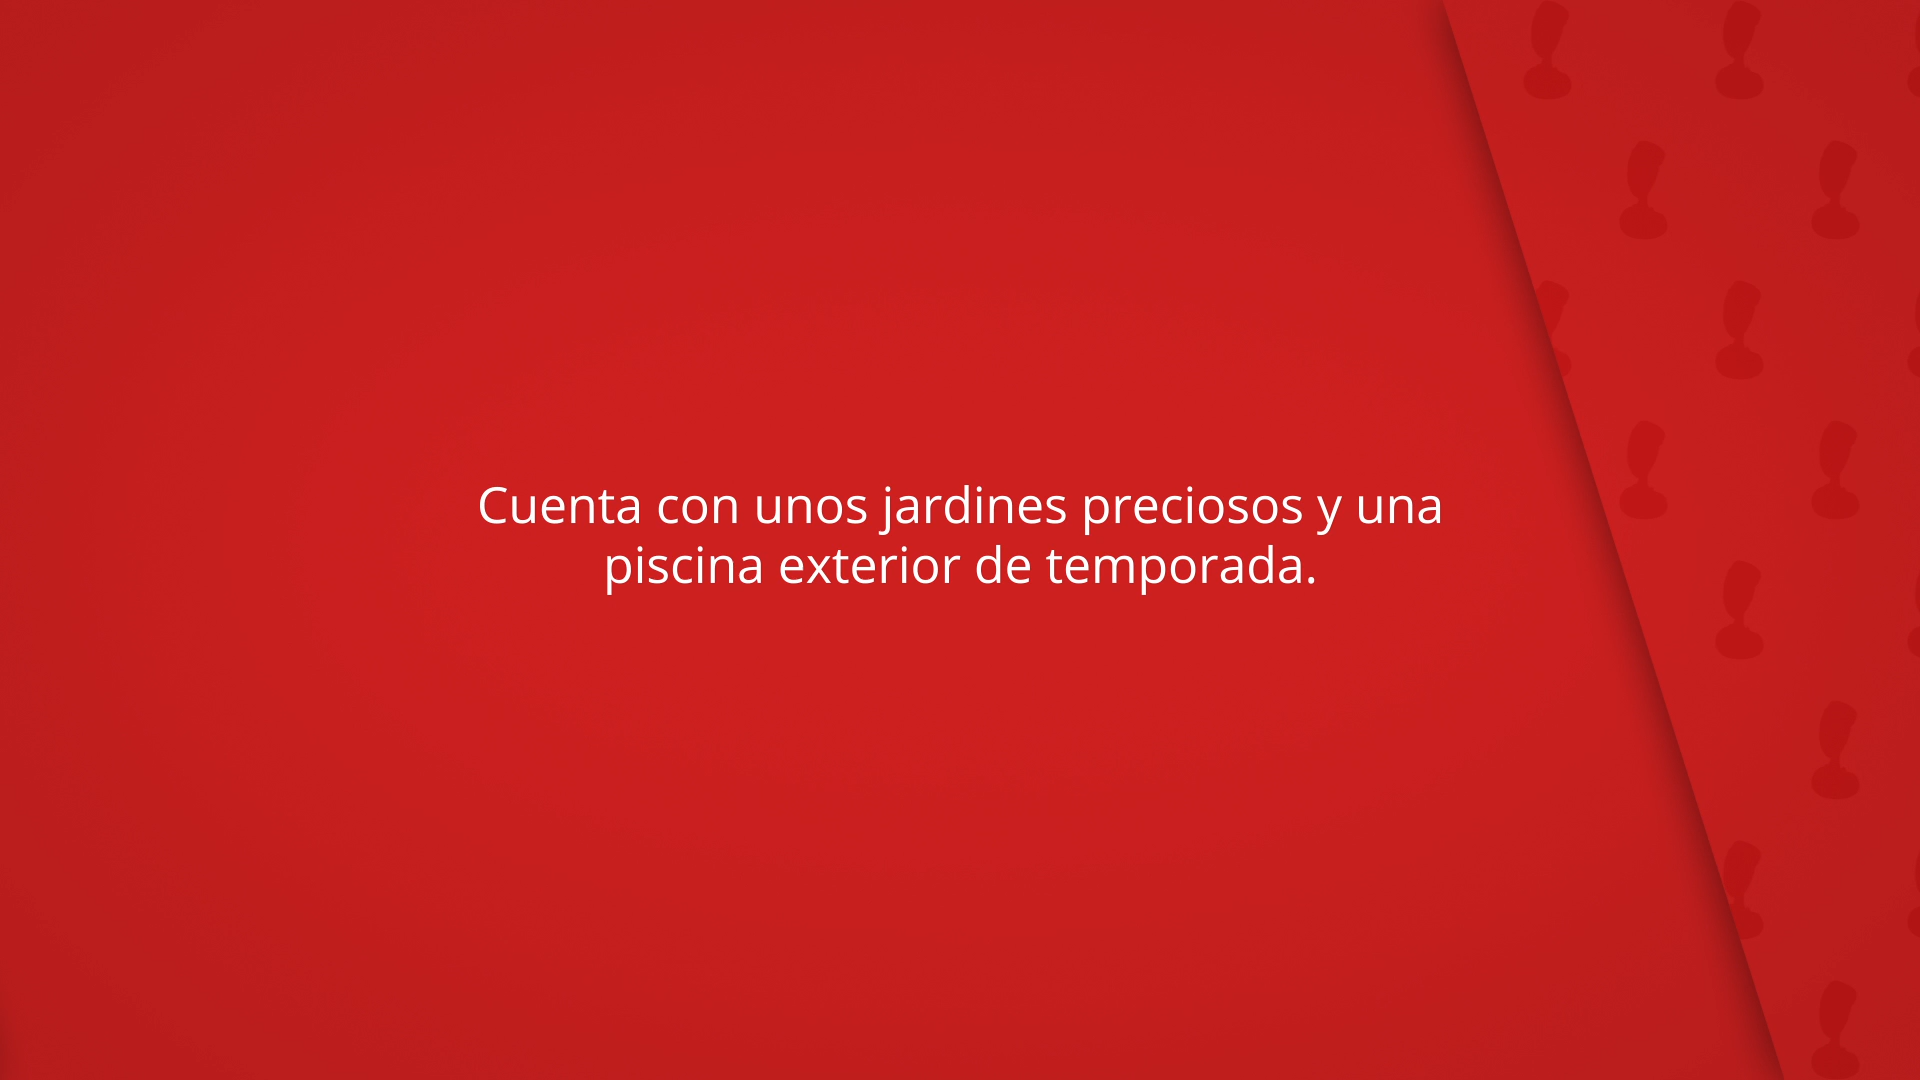 Cuenta con unos jardines preciosos y una
piscina exterior de temporada.